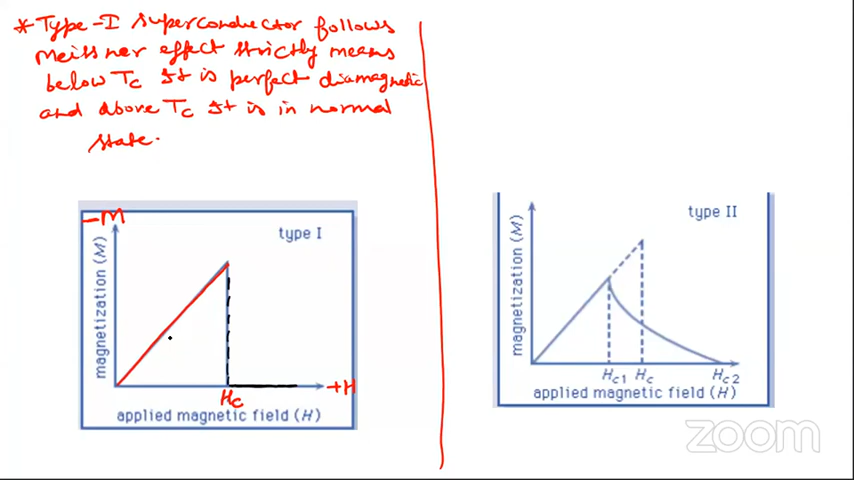 * Type-I superconductor follows
Meissner effect strictly means
below Tc It is perfect diamagnetic
and above Tc It is in normal
state.
-M
type I
magnetization (M)
+H
Hc
applied magnetic field (H)
type II
magnetization (M)
Hc1 Hc Hc2
applied magnetic field (H)
zoom